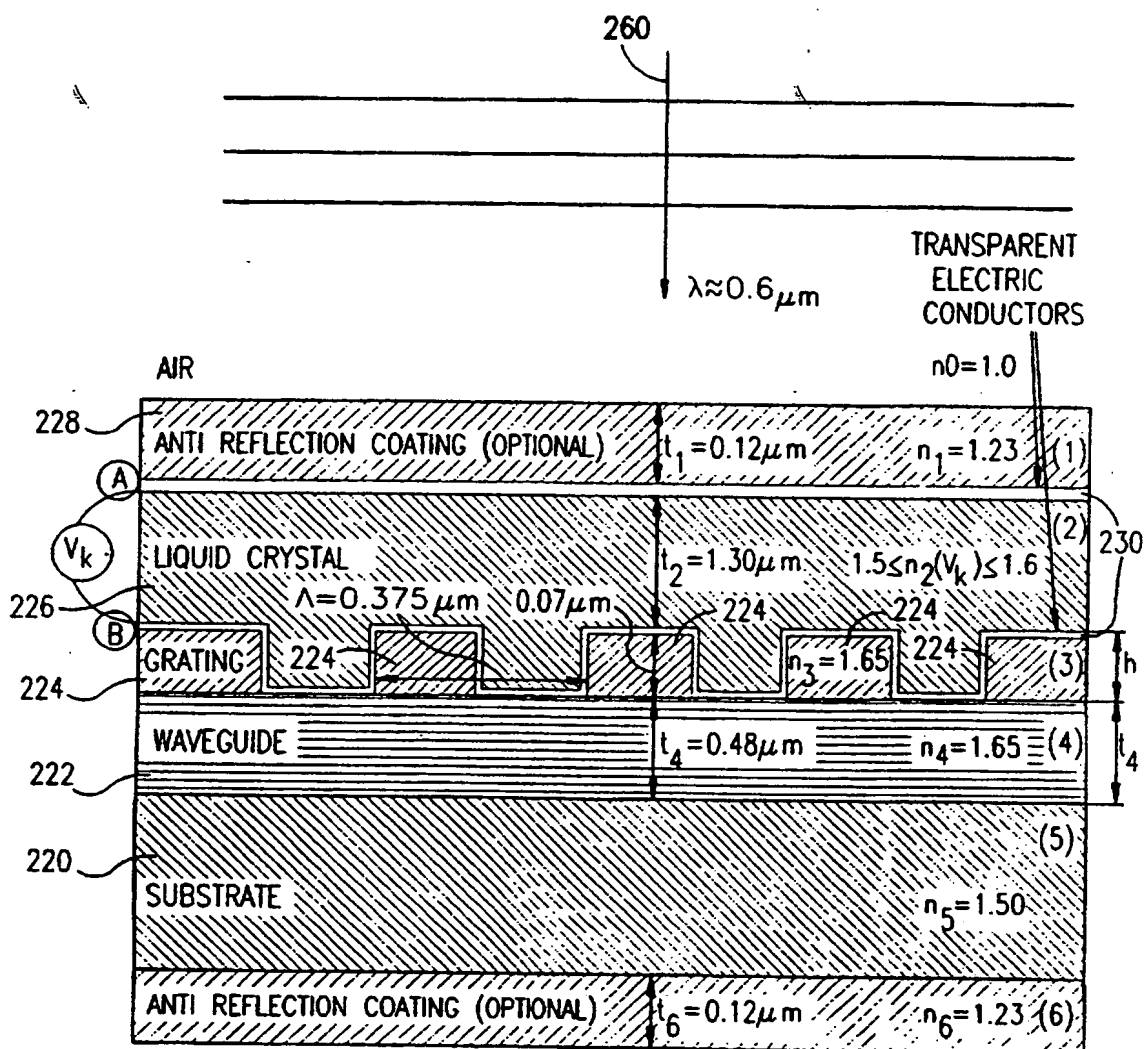 260
λ≈0.6μm
TRANSPARENT
ELECTRIC
CONDUCTORS
AIR
n0=1.0
228
ANTI REFLECTION COATING (OPTIONAL)
t₁=0.12μm
n₁=1.23
(1)
A
(2)
230
Vₖ
LIQUID CRYSTAL
t₂=1.30μm
1.5≤n₂(Vₖ)≤1.6
226
Λ=0.375μm
0.07μm
224
224
B
GRATING
224
n₃=1.65
224
(3)
h
224
WAVEGUIDE
t₄=0.48μm
n₄=1.65
(4)
t₄
222
(5)
220
SUBSTRATE
n₅=1.50
ANTI REFLECTION COATING (OPTIONAL)
t₆=0.12μm
n₆=1.23
(6)